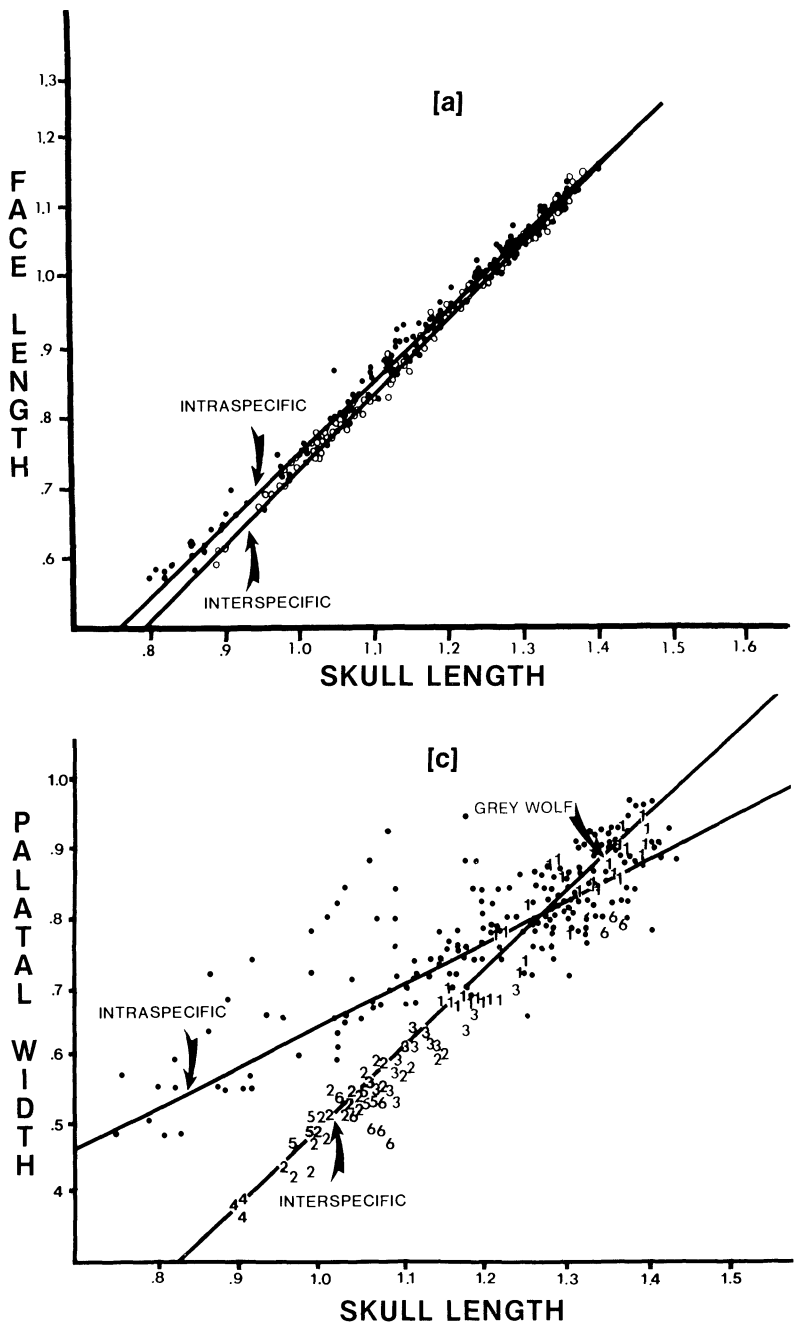 [a]
FACE LENGTH
1.3
1.2
1.1
1.0
.9
.8
.7
.6
INTRASPECIFIC
INTERSPECIFIC
.8 .9 1.0 1.1 1.2 1.3 1.4 1.5 1.6
SKULL LENGTH
[c]
PALATAL WIDTH
1.0
.9
.8
.7
.6
.5
4
GREY WOLF
INTRASPECIFIC
INTERSPECIFIC
.8 .9 1.0 1.1 1.2 1.3 1.4 1.5
SKULL LENGTH